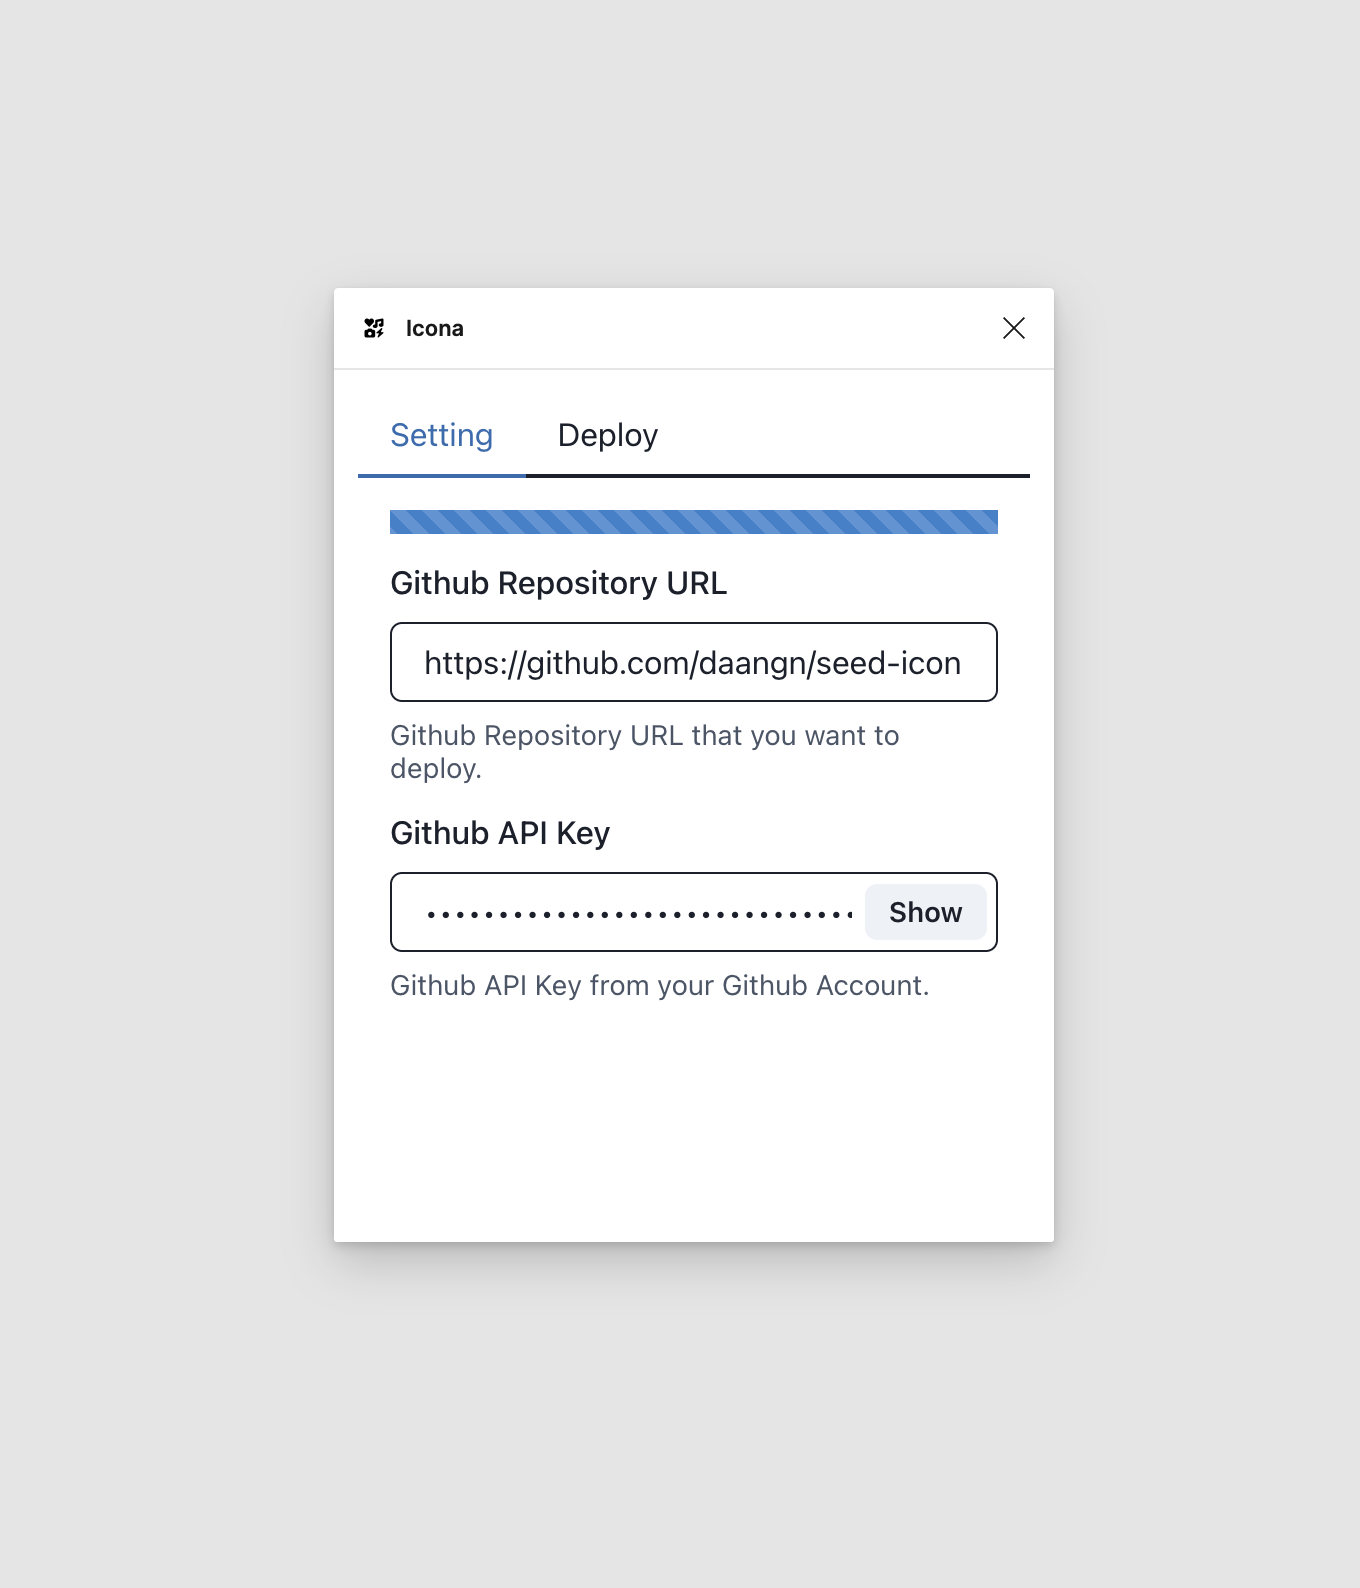 Icona
Setting
Deploy
Github Repository URL
https://github.com/daangn/seed-icon
Github Repository URL that you want to
deploy.
Github API Key
Show
Github API Key from your Github Account.